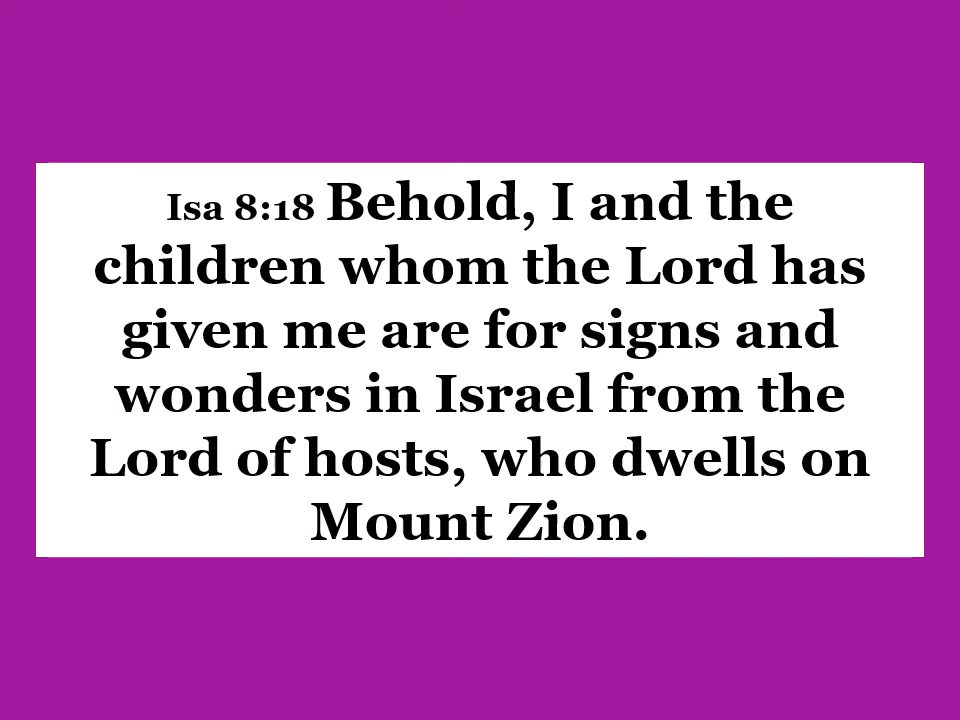 Isa 8:18 Behold, I and the
children whom the Lord has
given me are for signs and
wonders in Israel from the
Lord of hosts, who dwells on
Mount Zion.